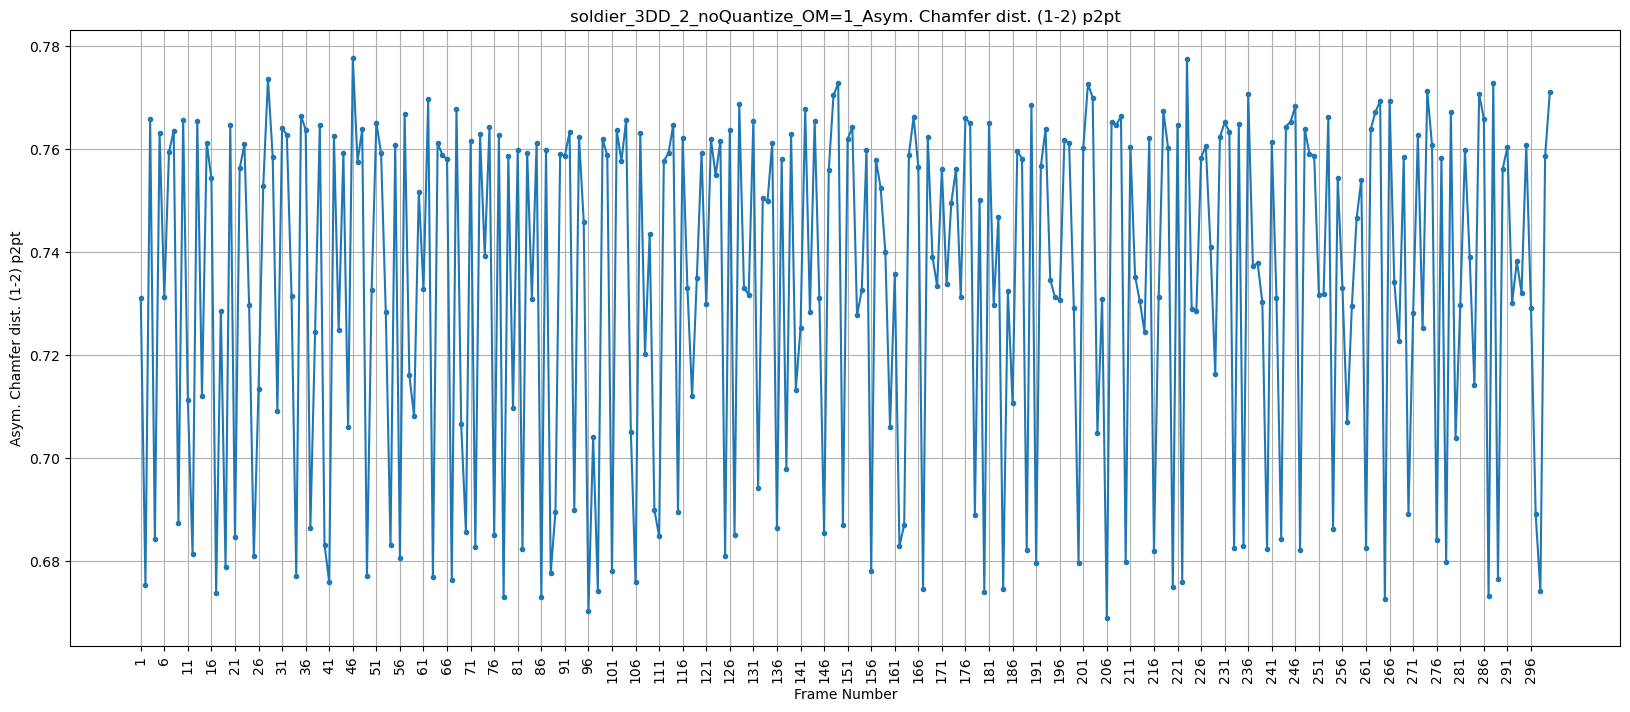 soldier_3DD_2_noQuantize_OM=1_Asym. Chamfer dist. (1-2) p2pt
Asym. Chamfer dist. (1-2) p2pt
0.78
0.76
0.74
0.72
0.70
0.68
1 6 11 16 21 26 31 36 41 46 51 56 61 66 71 76 81 86 91 96 101 106 111 116 121 126 131 136 141 146 151 156 161 166 171 176 181 186 191 196 201 206 211 216 221 226 231 236 241 246 251 256 261 266 271 276 281 286 291 296
Frame Number